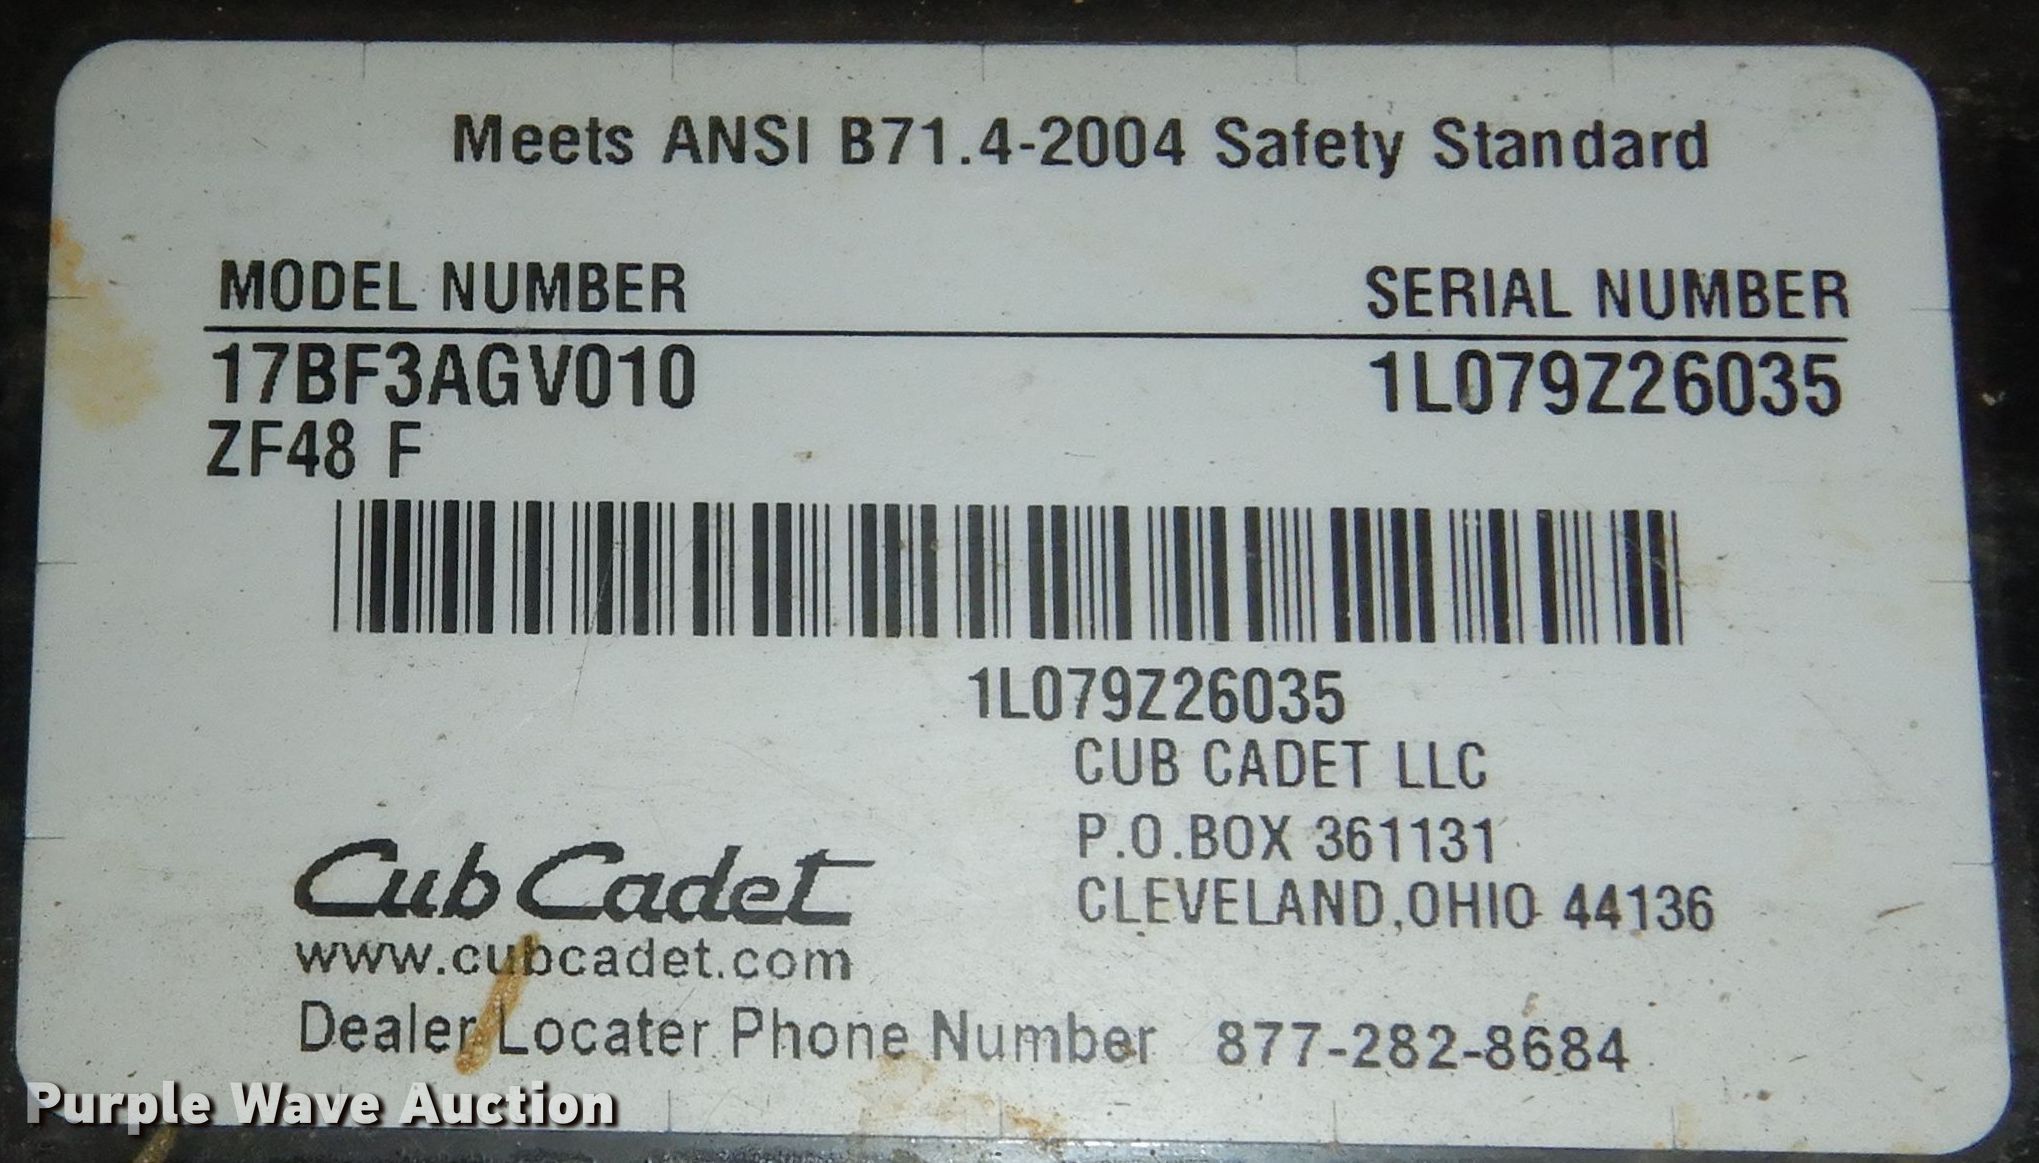 Meets ANSI B71.4-2004 Safety Standard
MODEL NUMBER SERIAL NUMBER
17BF3AGV010 1L079Z26035
ZF48 F
1L079Z26035
CUB CADET LLC
P.O.BOX 361131
CLEVELAND,OHIO 44136
Cub Cadet
www.cubcadet.com
Dealer Locater Phone Number 877-282-8684
Purple Wave Auction